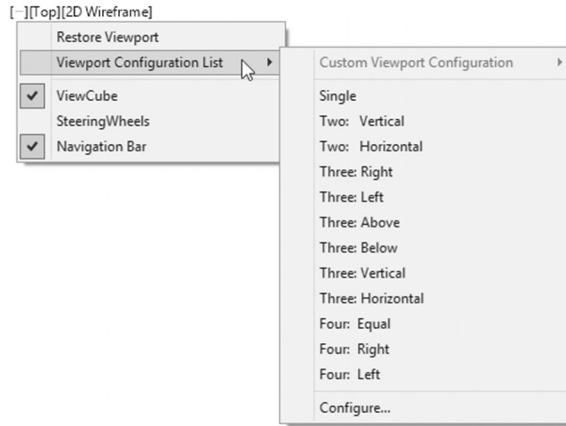 [−][Top][2D Wireframe]
Restore Viewport
Viewport Configuration List
ViewCube
SteeringWheels
Navigation Bar
Custom Viewport Configuration
Single
Two: Vertical
Two: Horizontal
Three: Right
Three: Left
Three: Above
Three: Below
Three: Vertical
Three: Horizontal
Four: Equal
Four: Right
Four: Left
Configure...